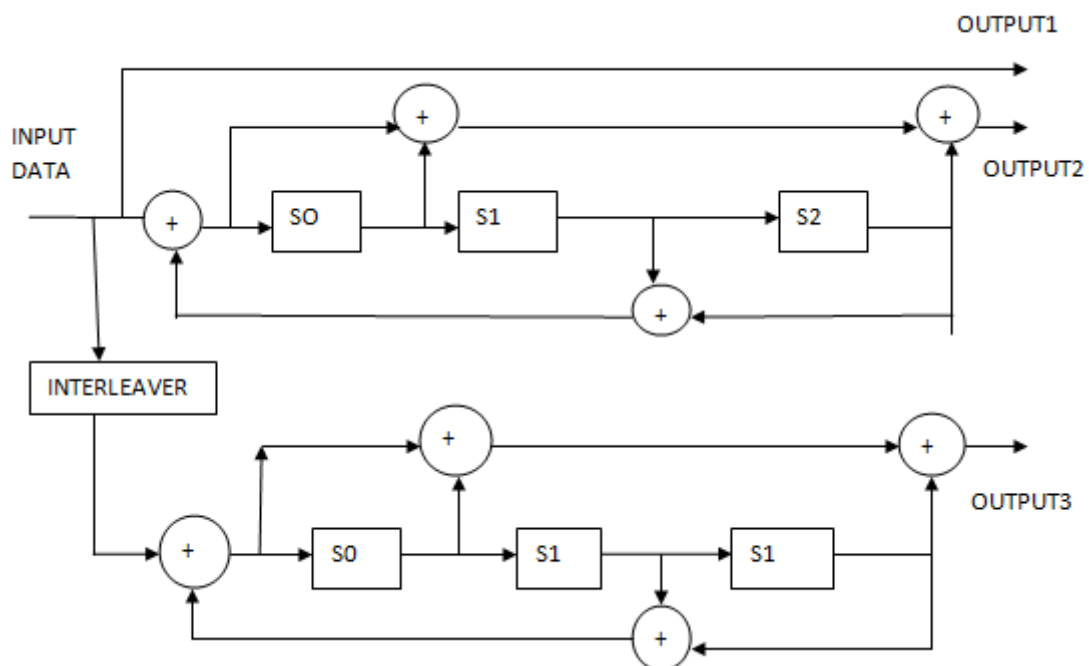 OUTPUT1
+
+
INPUT
DATA
OUTPUT2
+
SO
S1
S2
+
INTERLEAVER
+
+
OUTPUT3
+
S0
S1
S1
+